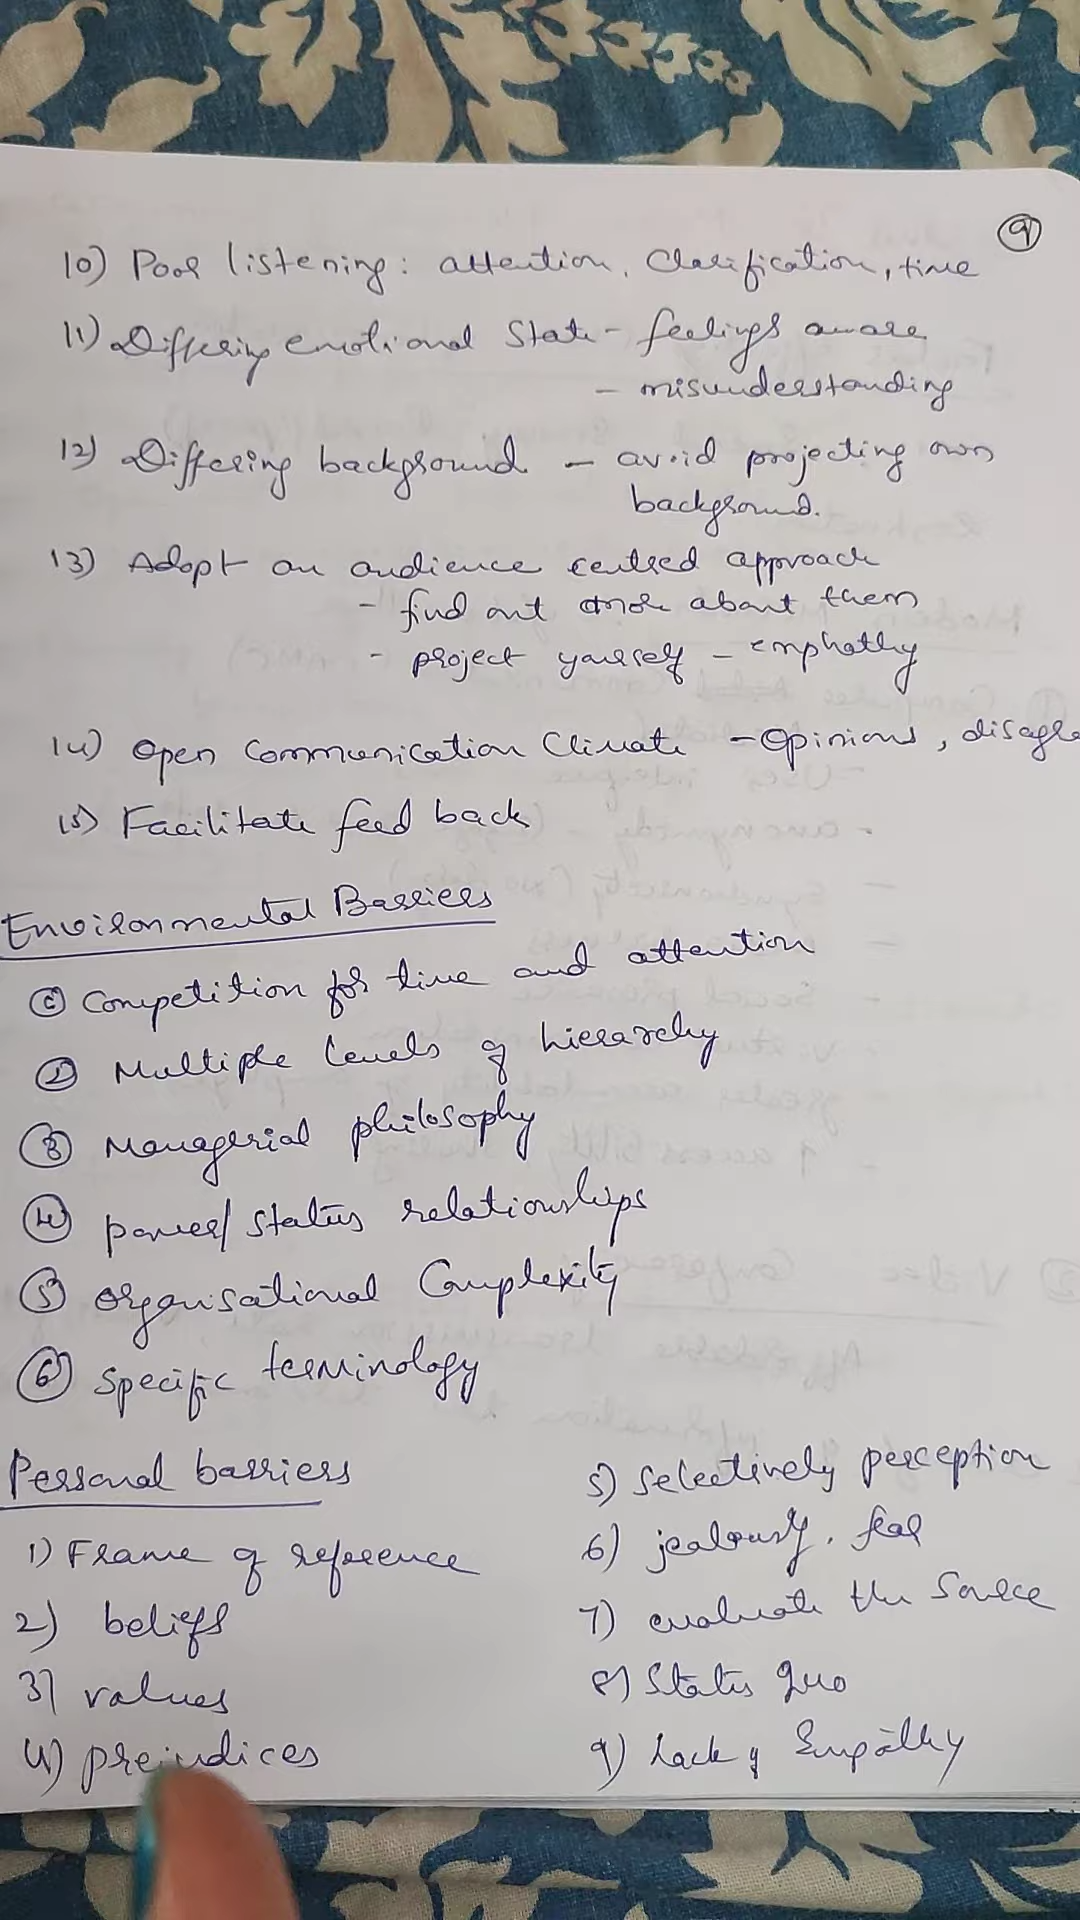 9
10) Poor listening: attention, Clarification, time
11) Differing emotional State - feelings aware
- misunderstanding
12) Differing background - avoid projecting own
background.
13) Adopt an audience centred approach
- find out more about them
- project yourself - emphathy
14) Open Communication Climate - Opinions, disagre
15) Facilitate feed back
Environmental Barriers
Competition for time and attention
② Multiple levels of hierarchy
③ Managerial philosophy
④ power/status relationships
⑤ Organisational Complexity
⑥ Specific terminology
Personal barriers
1) Frame of reference
2) beliefs
3) values
4) prejudices
5) Selectively perception
6) jealously, fear
7) evaluate the Source
8) Status quo
9) Lack of Empathy